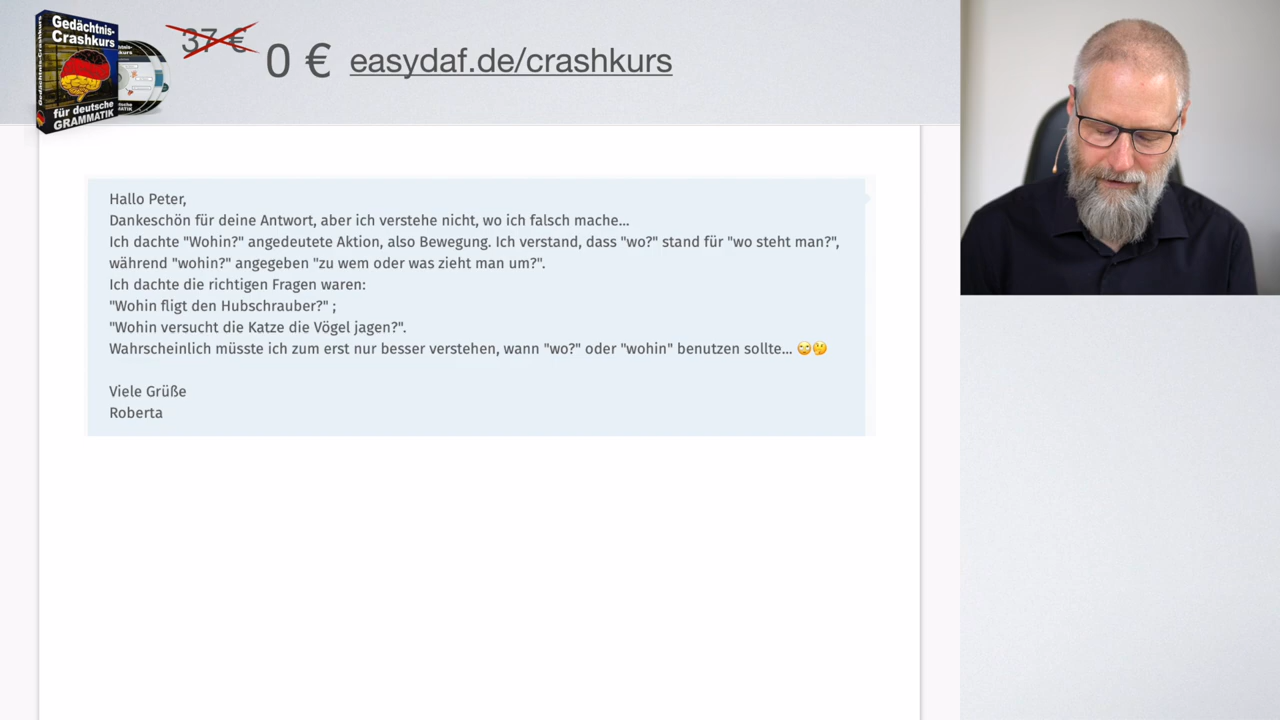 Gedächtnis-
Crashkurs
für deutsche
GRAMMATIK
37 €
0 € easydaf.de/crashkurs
Hallo Peter,
Dankeschön für deine Antwort, aber ich verstehe nicht, wo ich falsch mache...
Ich dachte "Wohin?" angedeutete Aktion, also Bewegung. Ich verstand, dass "wo?" stand für "wo steht man?",
während "wohin?" angegeben "zu wem oder was zieht man um?".
Ich dachte die richtigen Fragen waren:
"Wohin fligt den Hubschrauber?" ;
"Wohin versucht die Katze die Vögel jagen?".
Wahrscheinlich müsste ich zum erst nur besser verstehen, wann "wo?" oder "wohin" benutzen sollte... 🙄🤔
Viele Grüße
Roberta